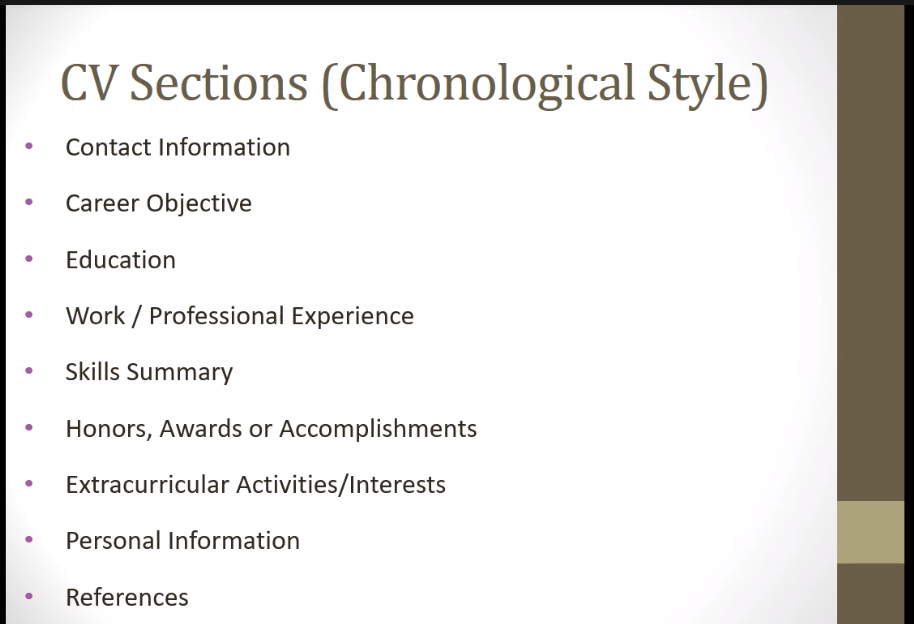 CV Sections (Chronological Style)
• Contact Information
• Career Objective
• Education
• Work / Professional Experience
• Skills Summary
• Honors, Awards or Accomplishments
• Extracurricular Activities/Interests
• Personal Information
• References